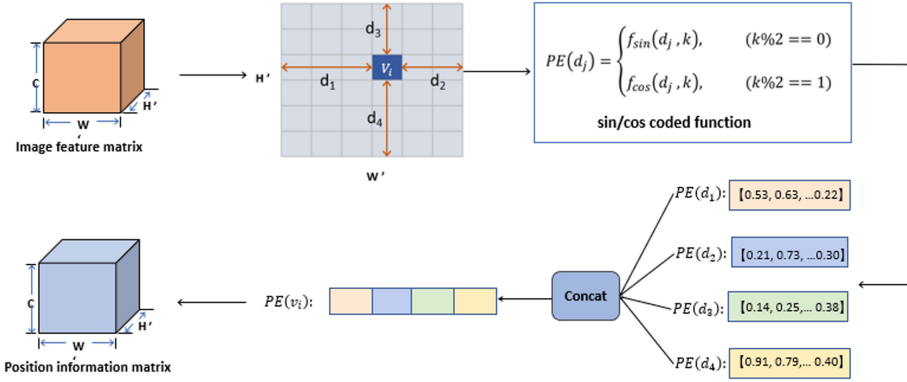 C
H'
W'
Image feature matrix
H'
d₃
d₁
Vᵢ
d₂
d₄
W'
PE(dⱼ) = { f_sin(dⱼ, k), (k%2 == 0)
f_cos(dⱼ, k), (k%2 == 1)
sin/cos coded function
PE(d₁): 【0.53, 0.63, ...0.22】
PE(d₂): 【0.21, 0.73, ...0.30】
PE(d₃): 【0.14, 0.25,... 0.38】
PE(d₄): 【0.91, 0.79,... 0.40】
Concat
PE(vᵢ):
C
H'
W'
Position information matrix